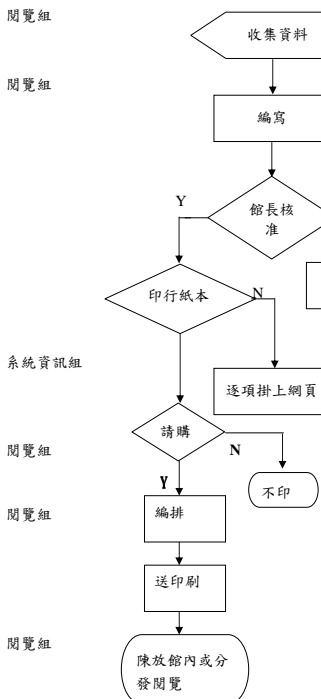 閱覽組
收集資料
閱覽組
編寫
館長核
准
Y
印行紙本
N
系統資訊組
逐項掛上網頁
請購
閱覽組
N
Y
不印
閱覽組
編排
送印刷
閱覽組
陳放館內或分
發閱覽